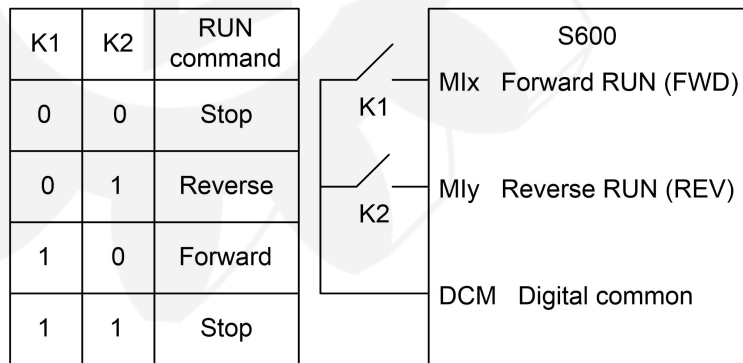 K1 K2 RUN command
0 0 Stop
0 1 Reverse
1 0 Forward
1 1 Stop
S600
K1
MIx Forward RUN (FWD)
K2
MIy Reverse RUN (REV)
DCM Digital common